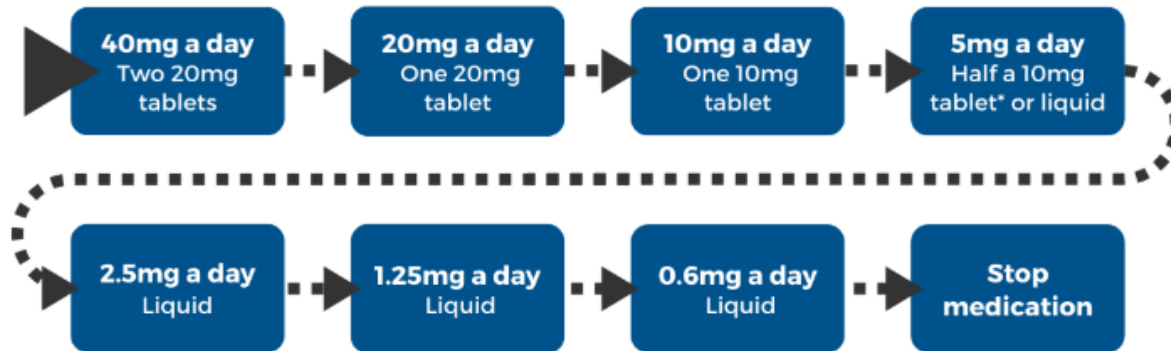 40mg a day
Two 20mg
tablets
20mg a day
One 20mg
tablet
10mg a day
One 10mg
tablet
5mg a day
Half a 10mg
tablet* or liquid
2.5mg a day
Liquid
1.25mg a day
Liquid
0.6mg a day
Liquid
Stop
medication